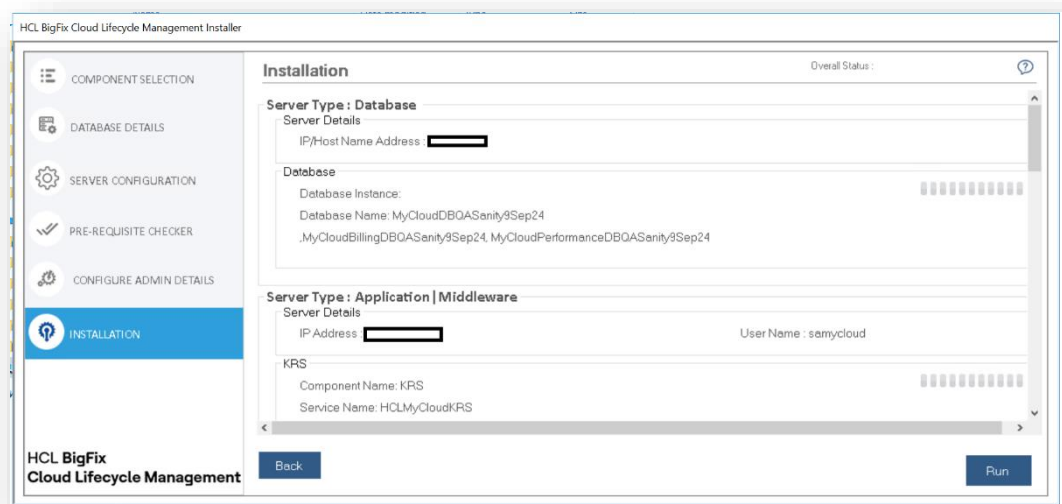 HCL BigFix Cloud Lifecycle Management Installer
COMPONENT SELECTION
DATABASE DETAILS
SERVER CONFIGURATION
PRE-REQUISITE CHECKER
CONFIGURE ADMIN DETAILS
INSTALLATION
HCL BigFix
Cloud Lifecycle Management
Installation
Overall Status :
Server Type : Database
Server Details
IP/Host Name Address :
Database
Database Instance:
Database Name: MyCloudDBQASanity9Sep24
,MyCloudBillingDBQASanity9Sep24, MyCloudPerformanceDBQASanity9Sep24
Server Type : Application | Middleware
Server Details
IP Address :
User Name : samycloud
KRS
Component Name: KRS
Service Name: HCLMyCloudKRS
Back
Run